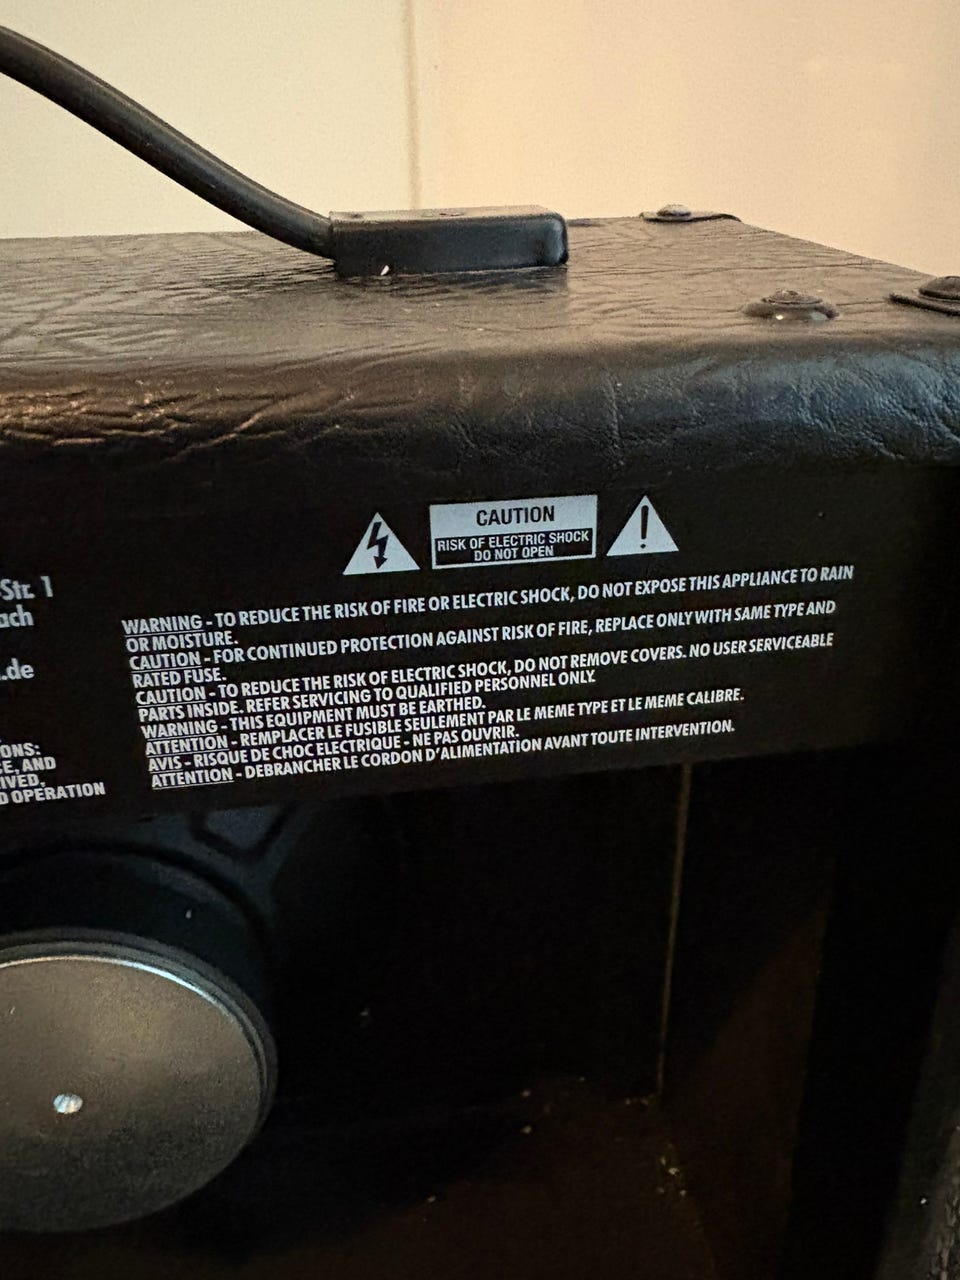 CAUTION
RISK OF ELECTRIC SHOCK
DO NOT OPEN
Str. 1
ach
.de
ONS:
E, AND
IVED,
D OPERATION
WARNING - TO REDUCE THE RISK OF FIRE OR ELECTRIC SHOCK, DO NOT EXPOSE THIS APPLIANCE TO RAIN
OR MOISTURE.
CAUTION - FOR CONTINUED PROTECTION AGAINST RISK OF FIRE, REPLACE ONLY WITH SAME TYPE AND
RATED FUSE.
CAUTION - TO REDUCE THE RISK OF ELECTRIC SHOCK, DO NOT REMOVE COVERS. NO USER SERVICEABLE
PARTS INSIDE. REFER SERVICING TO QUALIFIED PERSONNEL ONLY.
WARNING - THIS EQUIPMENT MUST BE EARTHED.
ATTENTION - REMPLACER LE FUSIBLE SEULEMENT PAR LE MEME TYPE ET LE MEME CALIBRE.
AVIS - RISQUE DE CHOC ELECTRIQUE - NE PAS OUVRIR.
ATTENTION - DEBRANCHER LE CORDON D'ALIMENTATION AVANT TOUTE INTERVENTION.